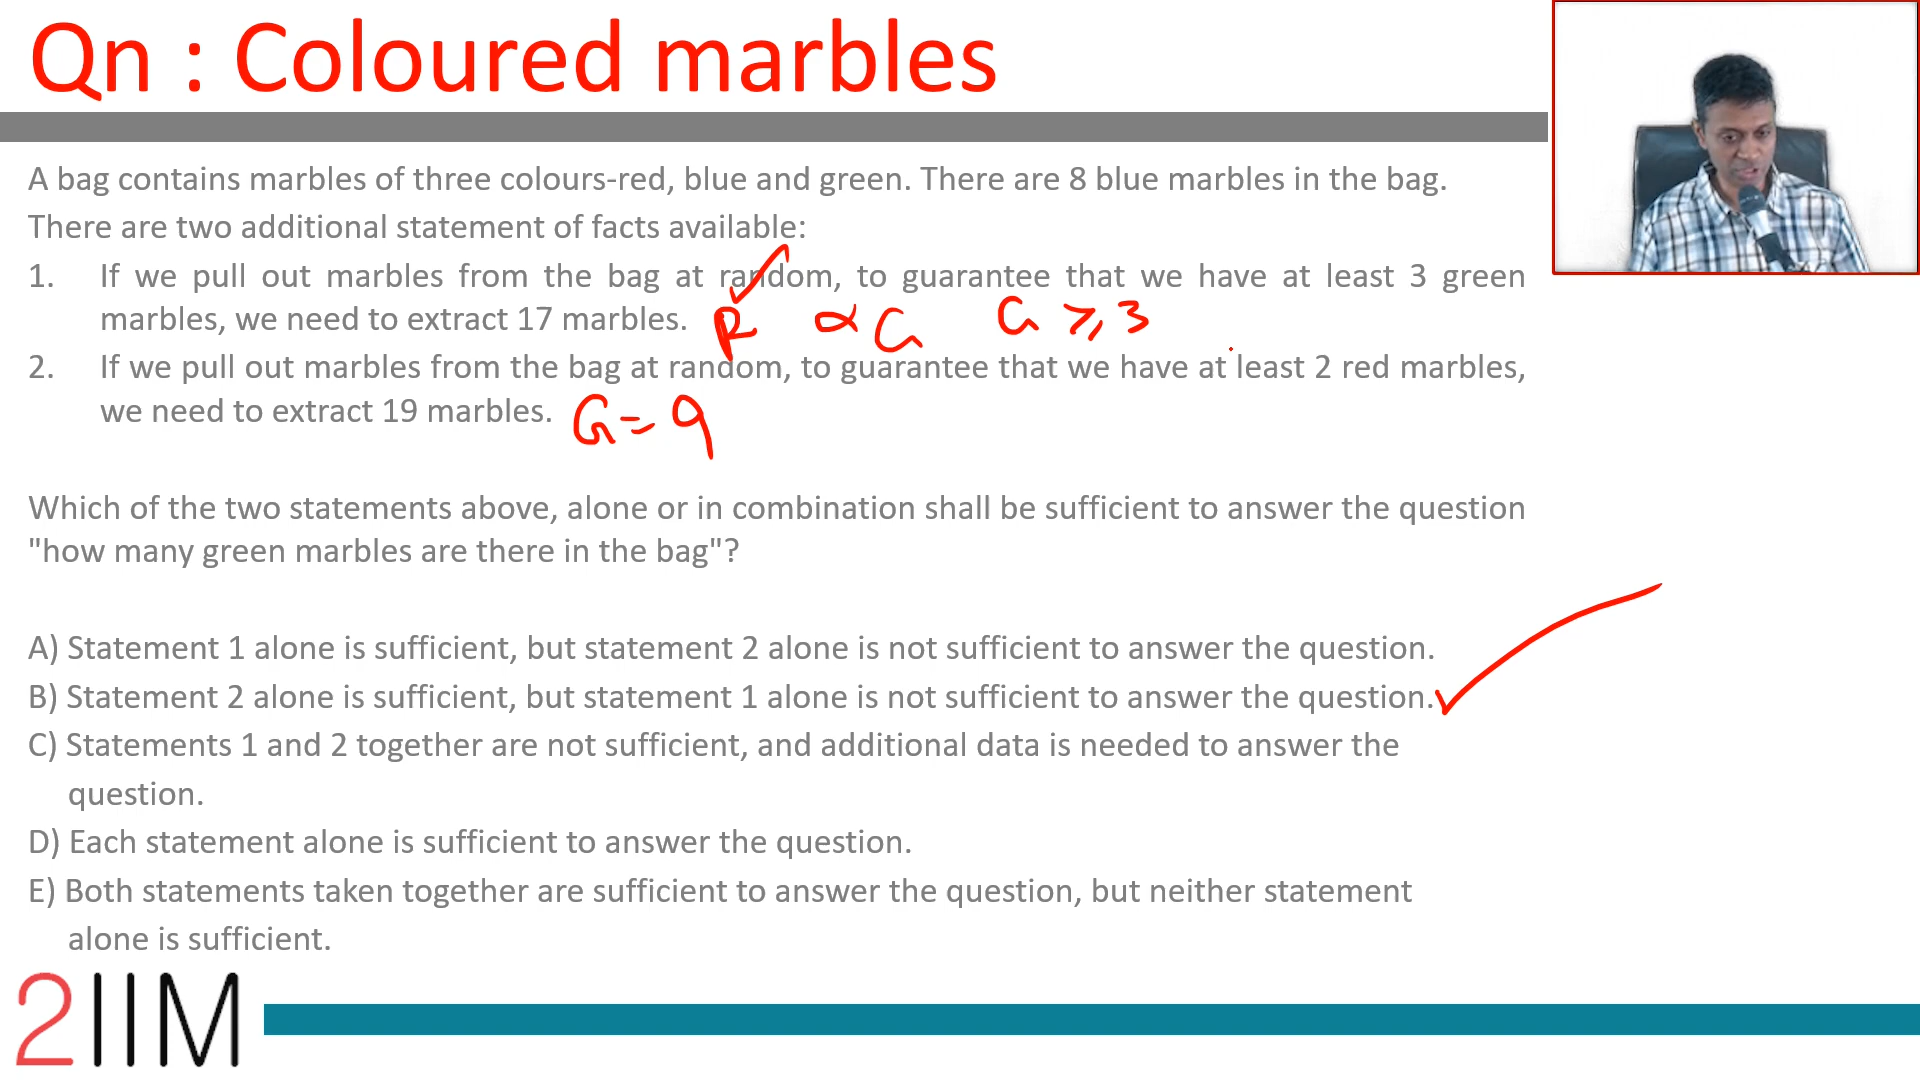 Qn : Coloured marbles
A bag contains marbles of three colours-red, blue and green. There are 8 blue marbles in the bag.
There are two additional statement of facts available:
1. If we pull out marbles from the bag at random, to guarantee that we have at least 3 green
marbles, we need to extract 17 marbles. R α G G ≥ 3
2. If we pull out marbles from the bag at random, to guarantee that we have at least 2 red marbles,
we need to extract 19 marbles. G = 9
Which of the two statements above, alone or in combination shall be sufficient to answer the question
"how many green marbles are there in the bag"?
A) Statement 1 alone is sufficient, but statement 2 alone is not sufficient to answer the question.
B) Statement 2 alone is sufficient, but statement 1 alone is not sufficient to answer the question.
C) Statements 1 and 2 together are not sufficient, and additional data is needed to answer the
question.
D) Each statement alone is sufficient to answer the question.
E) Both statements taken together are sufficient to answer the question, but neither statement
alone is sufficient.
2IIM